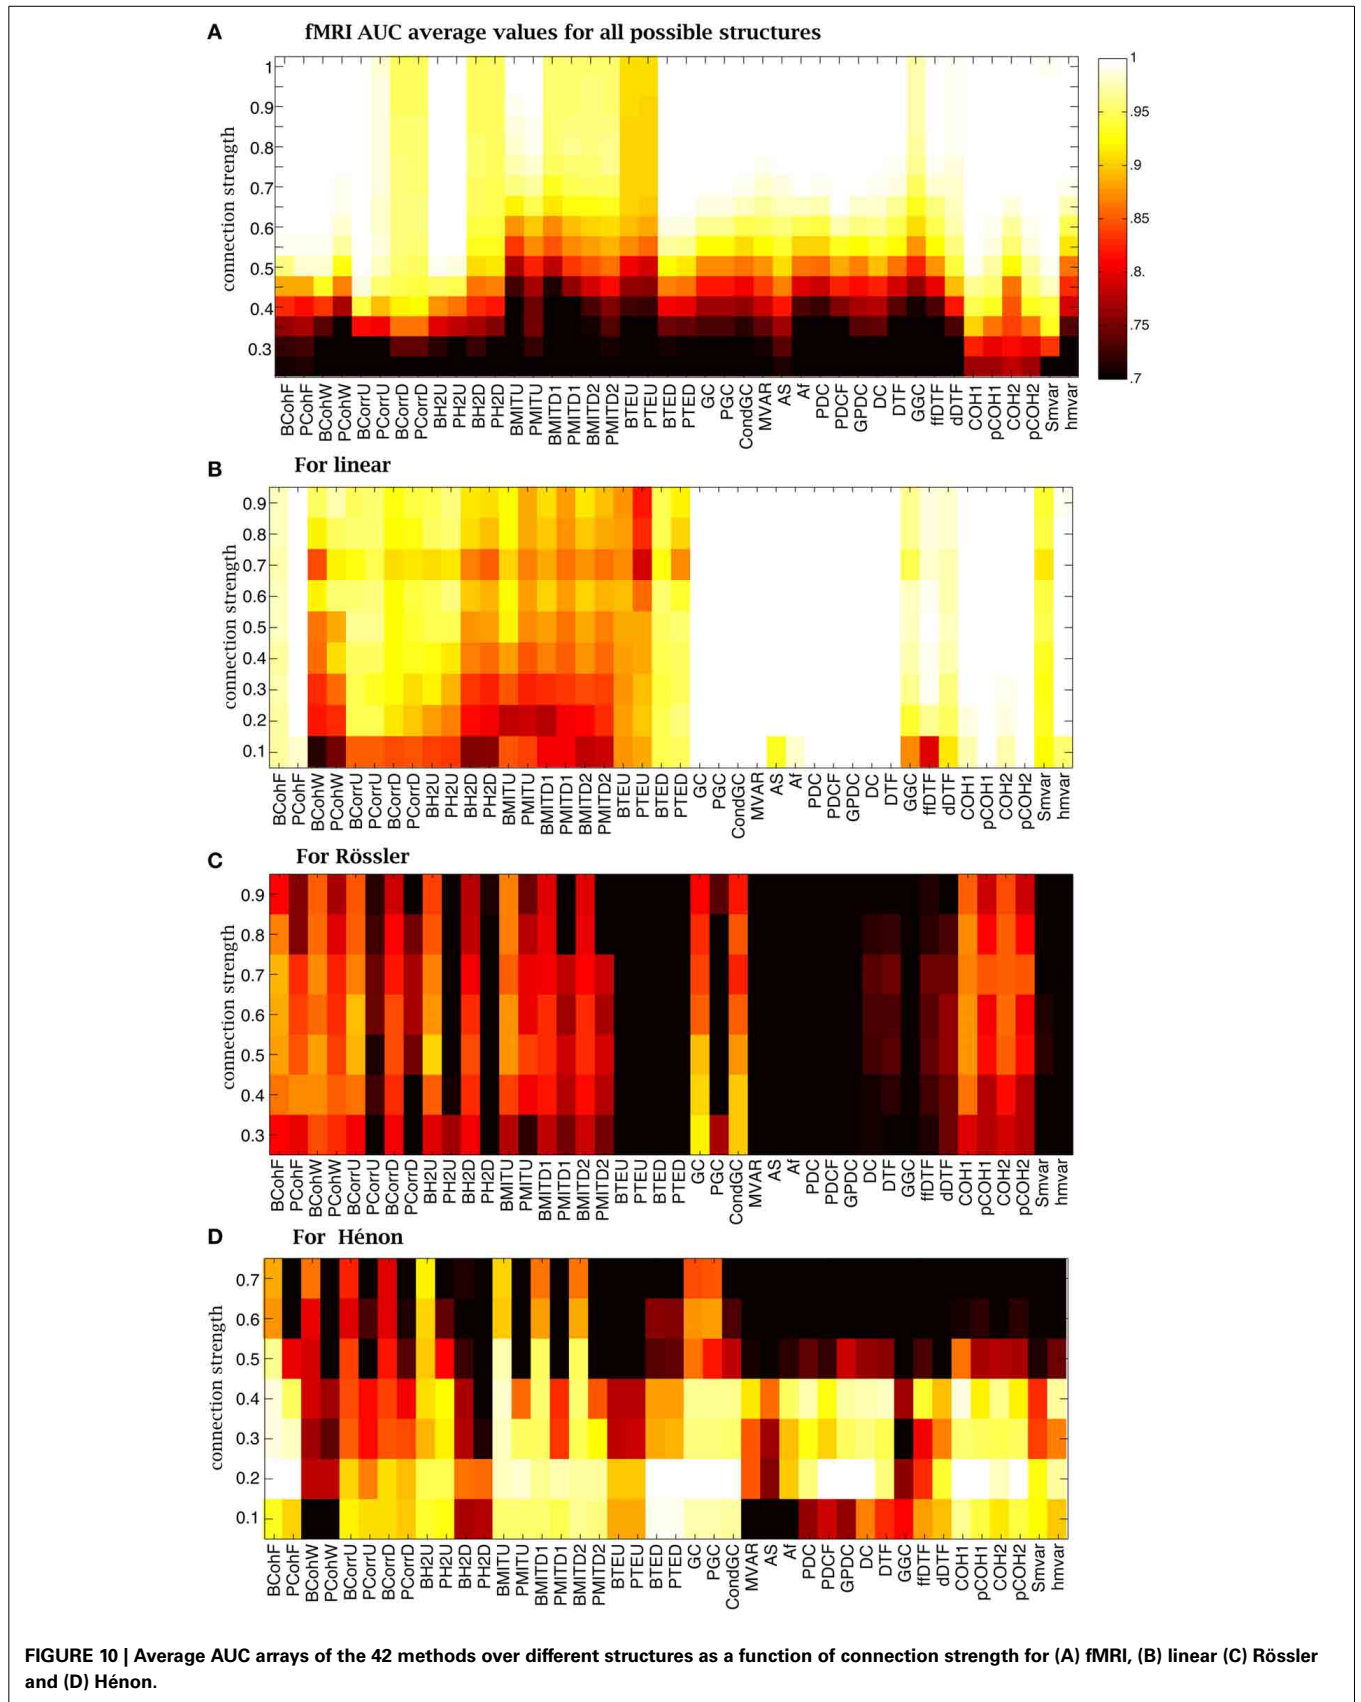 A fMRI AUC average values for all possible structures
connection strength
1
0.9
0.8
0.7
0.6
0.5
0.4
0.3
1
.95
.9
.85
.8
.75
.7
BCohF PCohF BCohW PCohW BCorrU PCorrU BCorrD PCorrD BH2U PH2U BH2D PH2D BMITU PMITU BMITD1 PMITD1 BMITD2 PMITD2 BTEU PTEU BTED PTED GC PGC CondGC MVAR AS Af PDC PDCF GPDC DC DTF GGC ffDTF dDTF COH1 pCOH1 COH2 pCOH2 Smvar hmvar
B For linear
connection strength
0.9
0.8
0.7
0.6
0.5
0.4
0.3
0.2
0.1
BCohF PCohF BCohW PCohW BCorrU PCorrU BCorrD PCorrD BH2U PH2U BH2D PH2D BMITU PMITU BMITD1 PMITD1 BMITD2 PMITD2 BTEU PTEU BTED PTED GC PGC CondGC MVAR AS Af PDC PDCF GPDC DC DTF GGC ffDTF dDTF COH1 pCOH1 COH2 pCOH2 Smvar hmvar
C For Rössler
connection strength
0.9
0.8
0.7
0.6
0.5
0.4
0.3
BCohF PCohF BCohW PCohW BCorrU PCorrU BCorrD PCorrD BH2U PH2U BH2D PH2D BMITU PMITU BMITD1 PMITD1 BMITD2 PMITD2 BTEU PTEU BTED PTED GC PGC CondGC MVAR AS Af PDC PDCF GPDC DC DTF GGC ffDTF dDTF COH1 pCOH1 COH2 pCOH2 Smvar hmvar
D For Hénon
connection strength
0.7
0.6
0.5
0.4
0.3
0.2
0.1
BCohF PCohF BCohW PCohW BCorrU PCorrU BCorrD PCorrD BH2U PH2U BH2D PH2D BMITU PMITU BMITD1 PMITD1 BMITD2 PMITD2 BTEU PTEU BTED PTED GC PGC CondGC MVAR AS Af PDC PDCF GPDC DC DTF GGC ffDTF dDTF COH1 pCOH1 COH2 pCOH2 Smvar hmvar
FIGURE 10 | Average AUC arrays of the 42 methods over different structures as a function of connection strength for (A) fMRI, (B) linear (C) Rössler
and (D) Hénon.